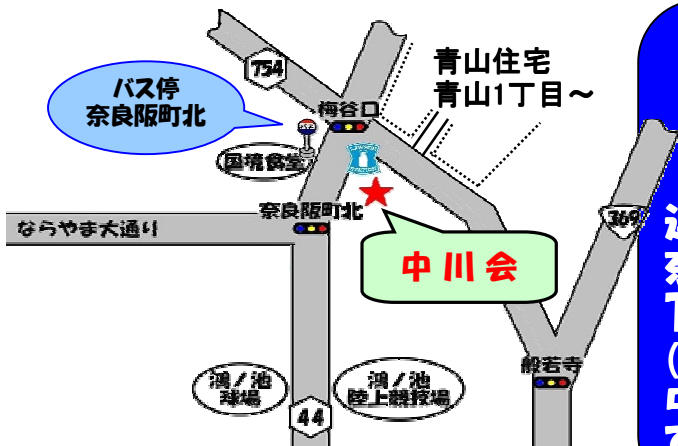 754
青山住宅
青山1丁目～
バス停
奈良阪町北
梅谷口
国境食堂
奈良阪町北
ならやま大通り
369
中川会
般若寺
鴻ノ池
球場
鴻ノ池
陸上競技場
44